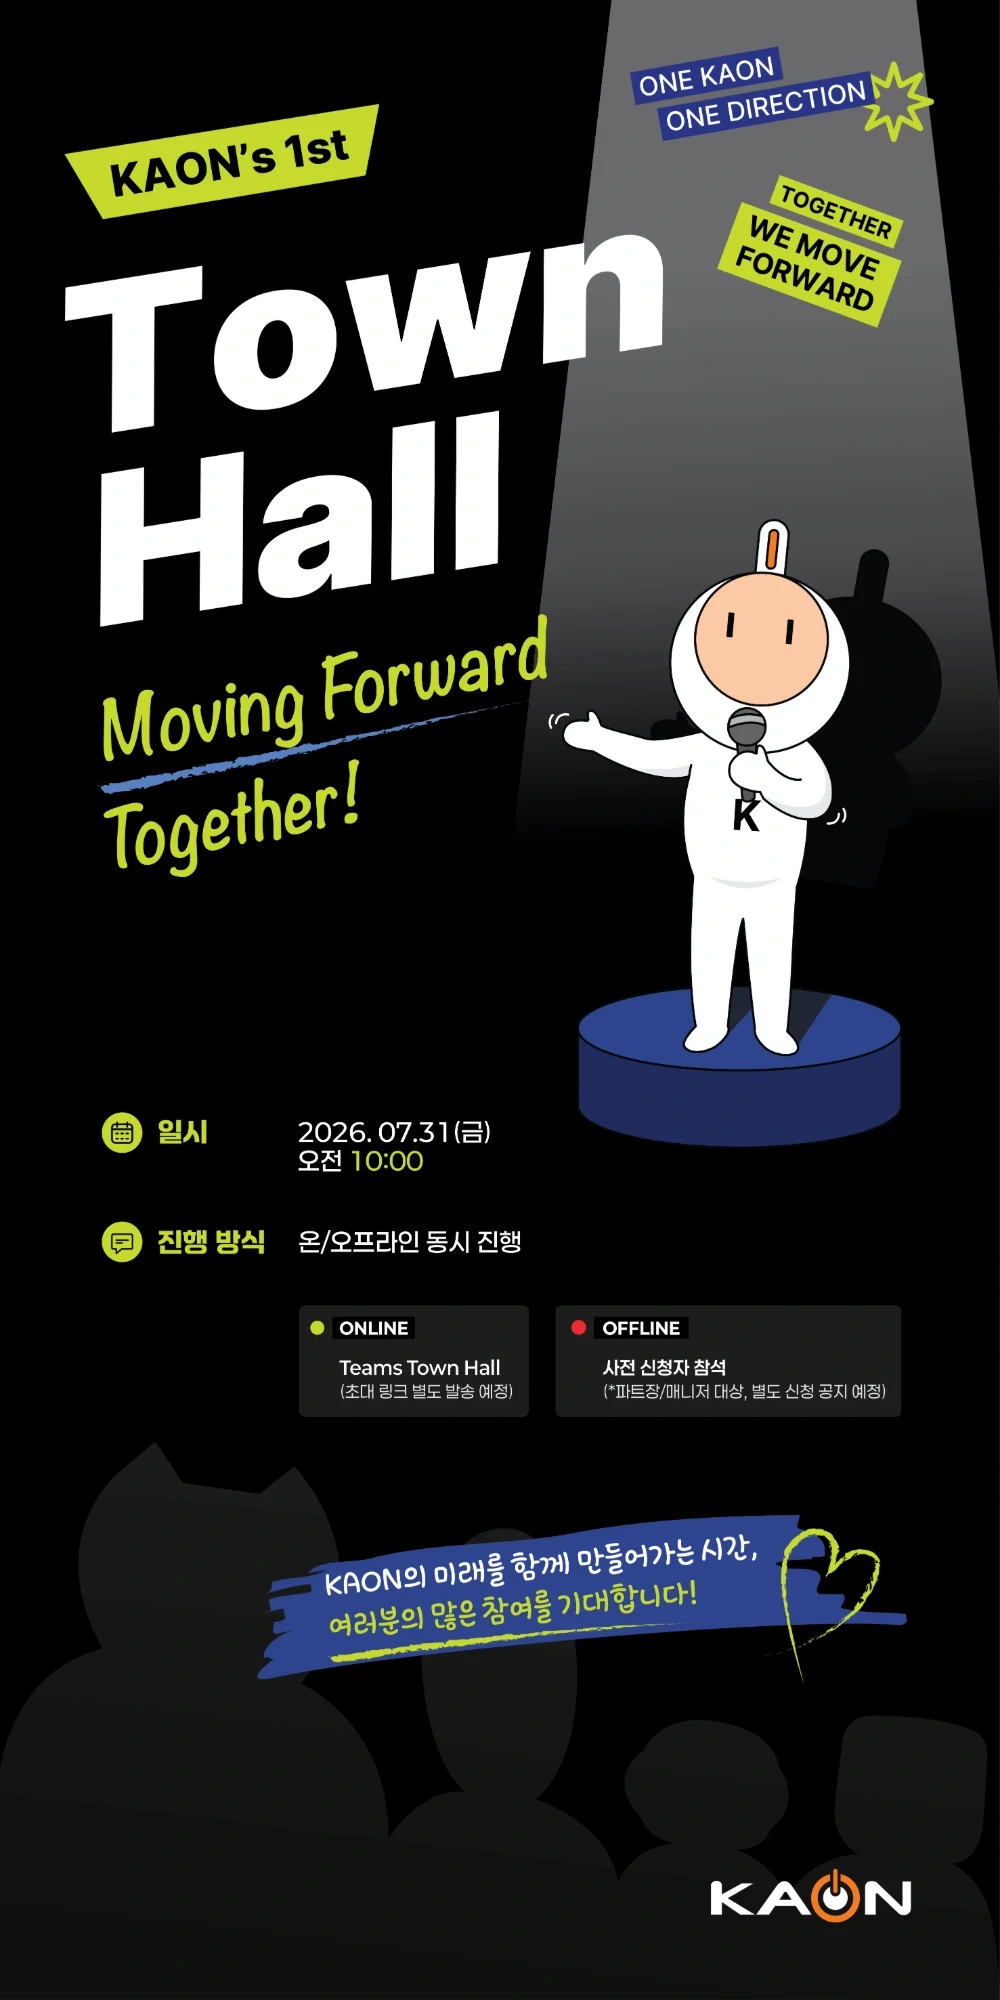 ONE KAON
ONE DIRECTION
KAON's 1st
TOGETHER
WE MOVE
FORWARD
Town
Hall
Moving Forward
Together!
K
일시
2026. 07.31(금)
오전 10:00
진행 방식
온/오프라인 동시 진행
ONLINE
Teams Town Hall
(초대 링크 별도 발송 예정)
OFFLINE
사전 신청자 참석
(*파트장/매니저 대상, 별도 신청 공지 예정)
KAON의 미래를 함께 만들어가는 시간,
여러분의 많은 참여를 기대합니다!
KAON